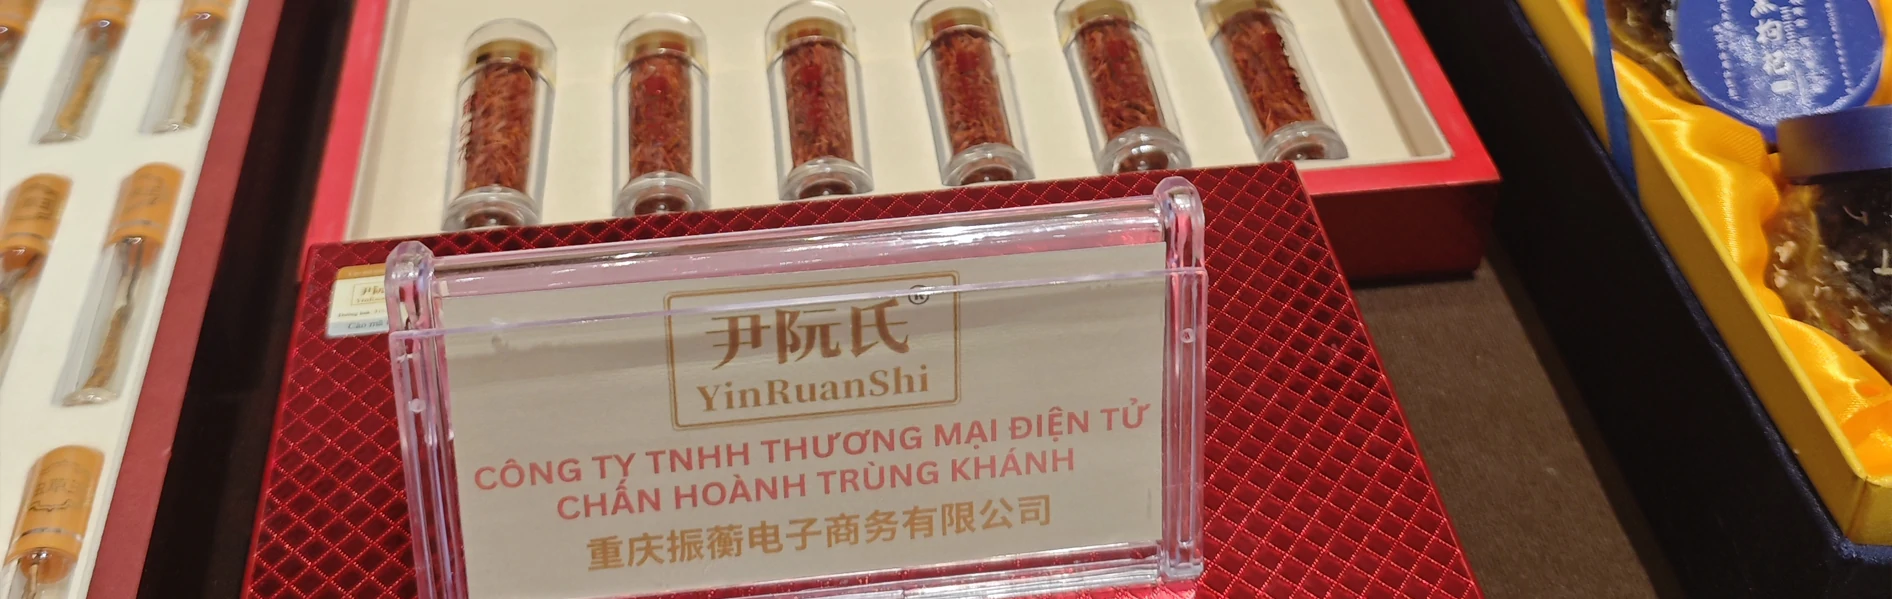 尹阮氏®
YinRuanShi
CÔNG TY TNHH THƯƠNG MẠI ĐIỆN TỬ
CHẤN HOÀNH TRÙNG KHÁNH
重庆振蘅电子商务有限公司